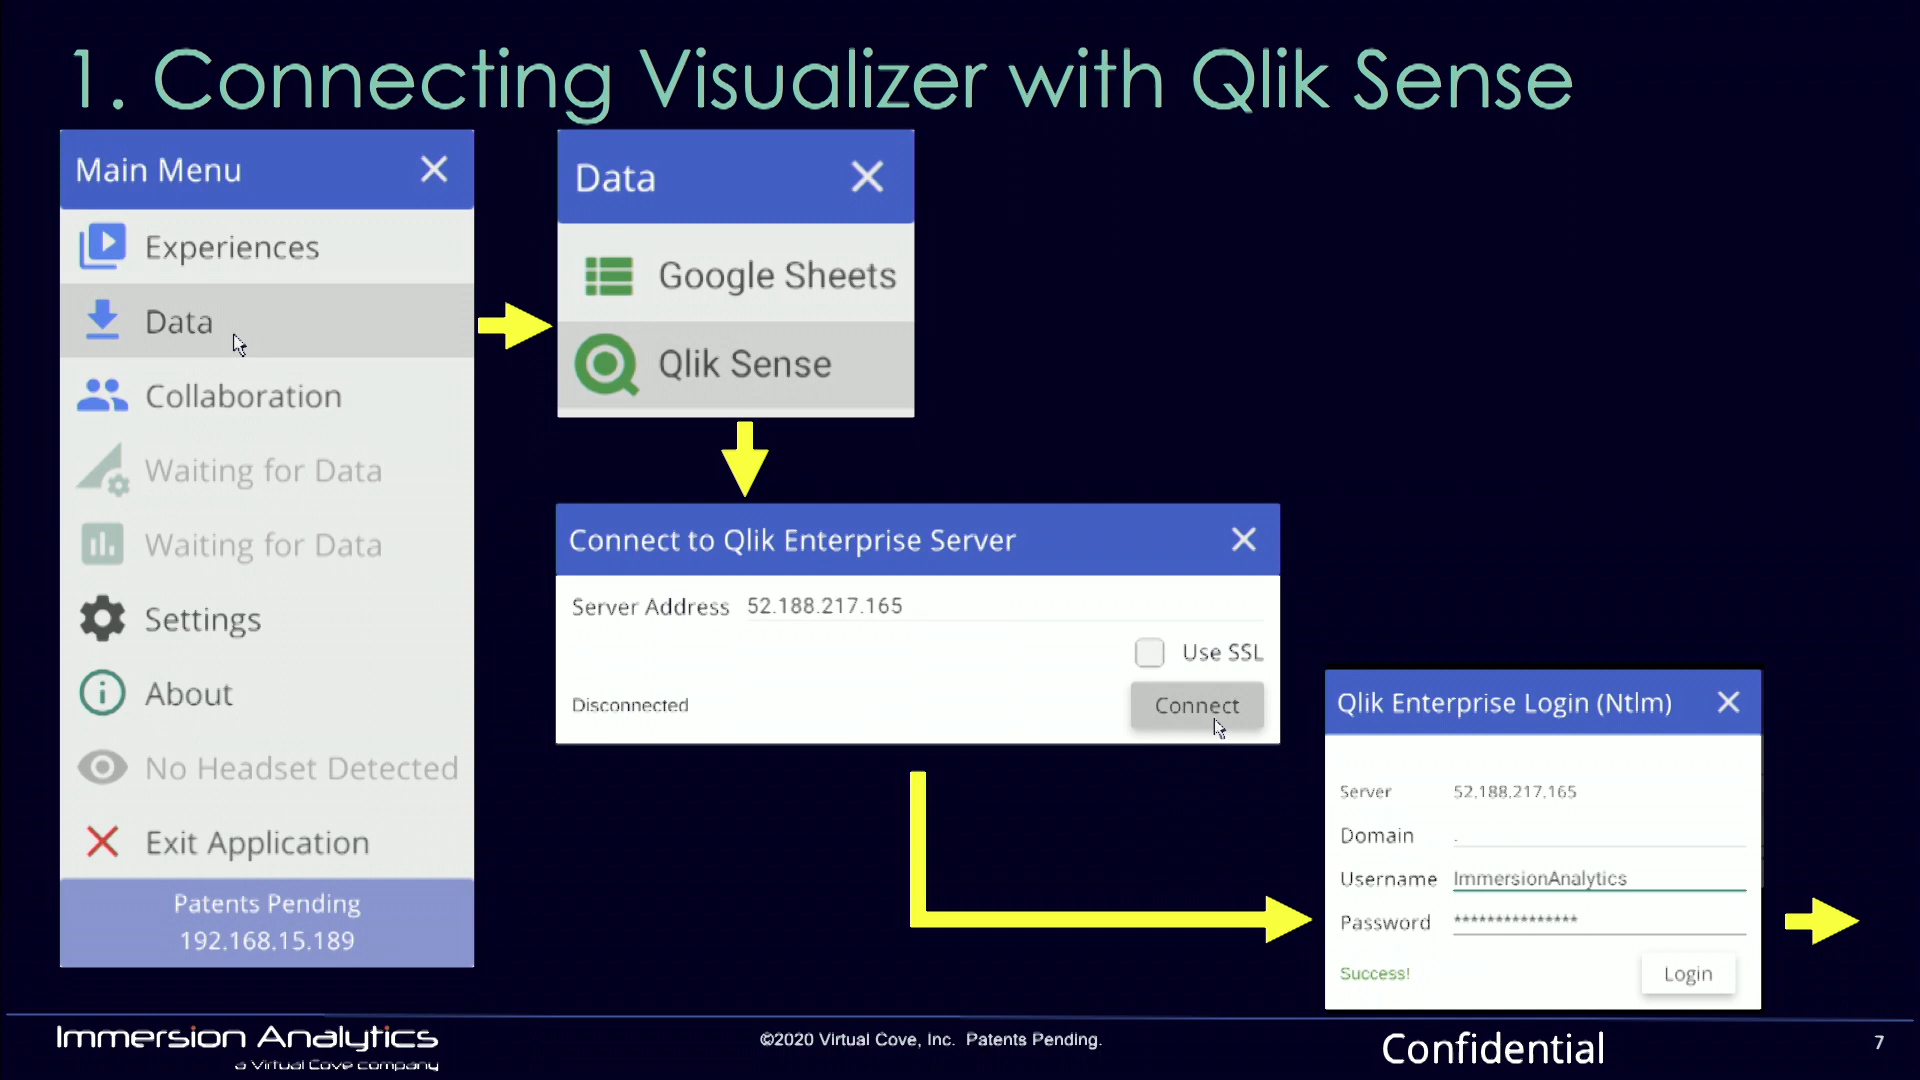 1. Connecting Visualizer with Qlik Sense
Main Menu
Experiences
Data
Collaboration
Waiting for Data
Waiting for Data
Settings
About
No Headset Detected
Exit Application
Patents Pending
192.168.15.189
Data
Google Sheets
Qlik Sense
Connect to Qlik Enterprise Server
Server Address 52.188.217.165
Use SSL
Disconnected
Connect
Qlik Enterprise Login (Ntlm)
Server 52.188.217.165
Domain .
Username ImmersionAnalytics
Password ***************
Success!
Login
Immersion Analytics
a Virtual Cove company
©2020 Virtual Cove, Inc. Patents Pending.
Confidential
7